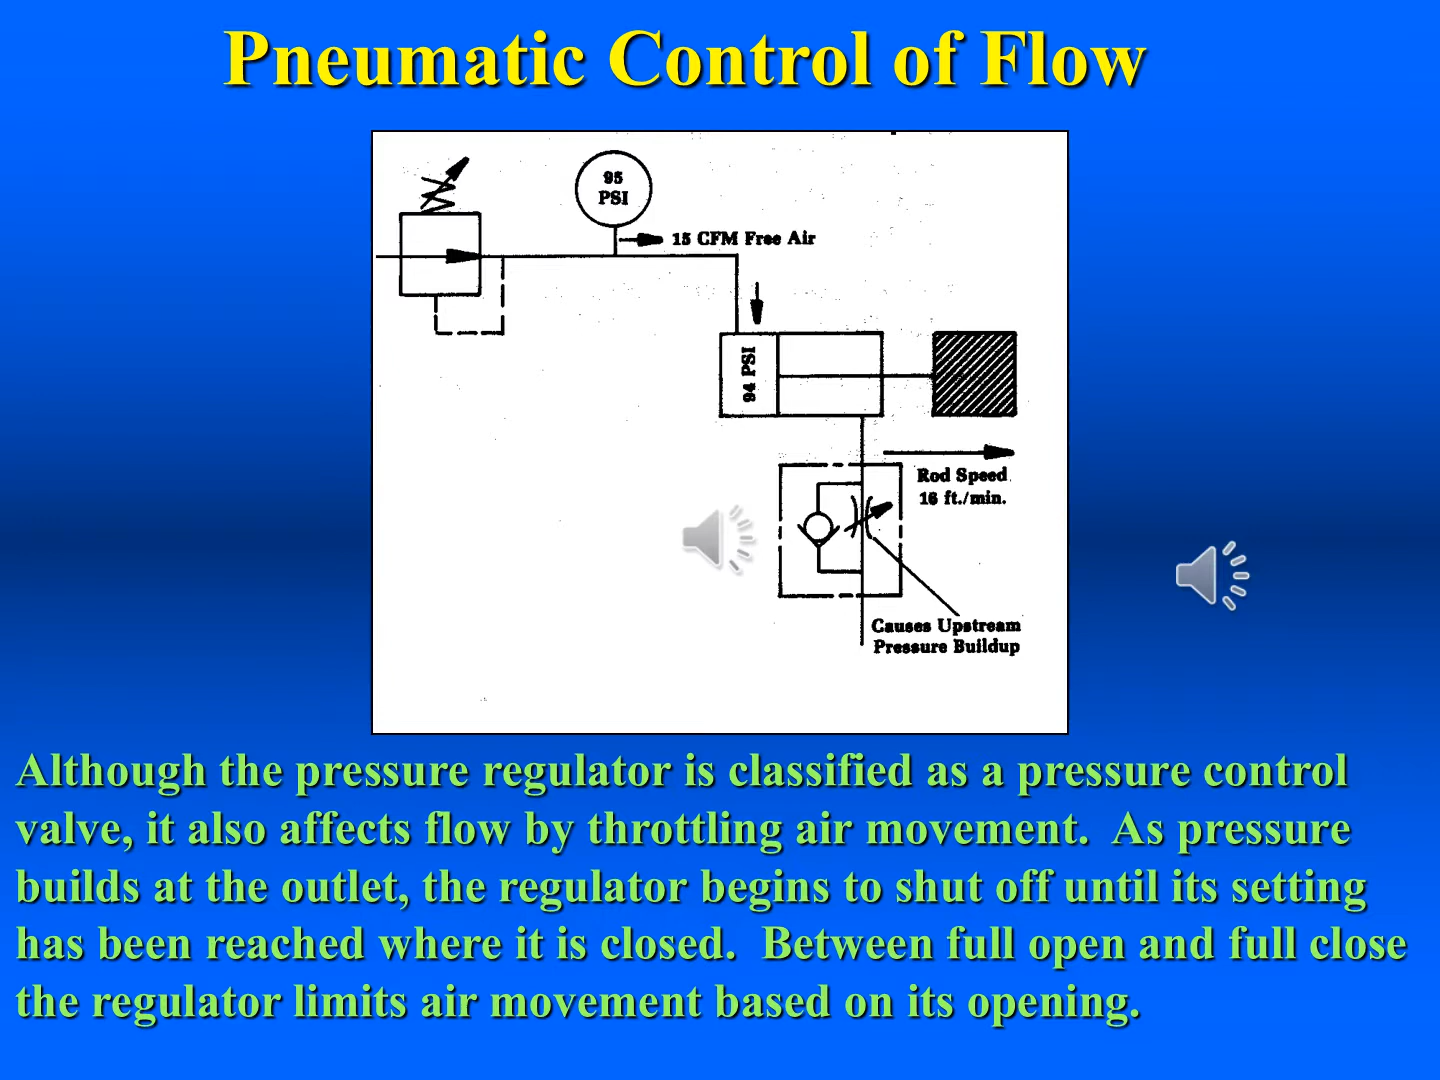 Pneumatic Control of Flow
95
PSI
15 CFM Free Air
94 PSI
Rod Speed
16 ft./min.
Causes Upstream
Pressure Buildup
Although the pressure regulator is classified as a pressure control
valve, it also affects flow by throttling air movement.  As pressure
builds at the outlet, the regulator begins to shut off until its setting
has been reached where it is closed.  Between full open and full close
the regulator limits air movement based on its opening.